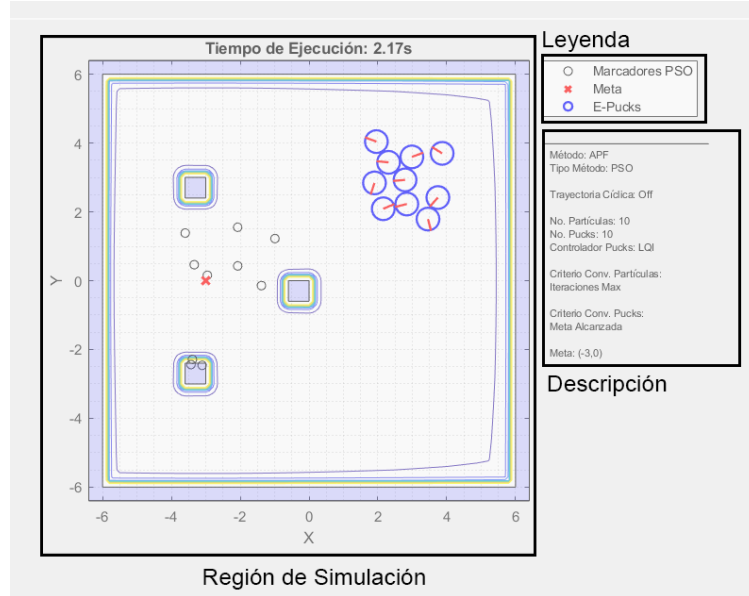 Tiempo de Ejecución: 2.17s
Leyenda
Marcadores PSO
Meta
E-Pucks
Método: APF
Tipo Método: PSO
Trayectoria Cíclica: Off
No. Partículas: 10
No. Pucks: 10
Controlador Pucks: LQI
Criterio Conv. Partículas:
Iteraciones Max
Criterio Conv. Pucks:
Meta Alcanzada
Meta: (-3,0)
Descripción
6
4
2
0
-2
-4
-6
Y
-6
-4
-2
0
2
4
6
X
Región de Simulación